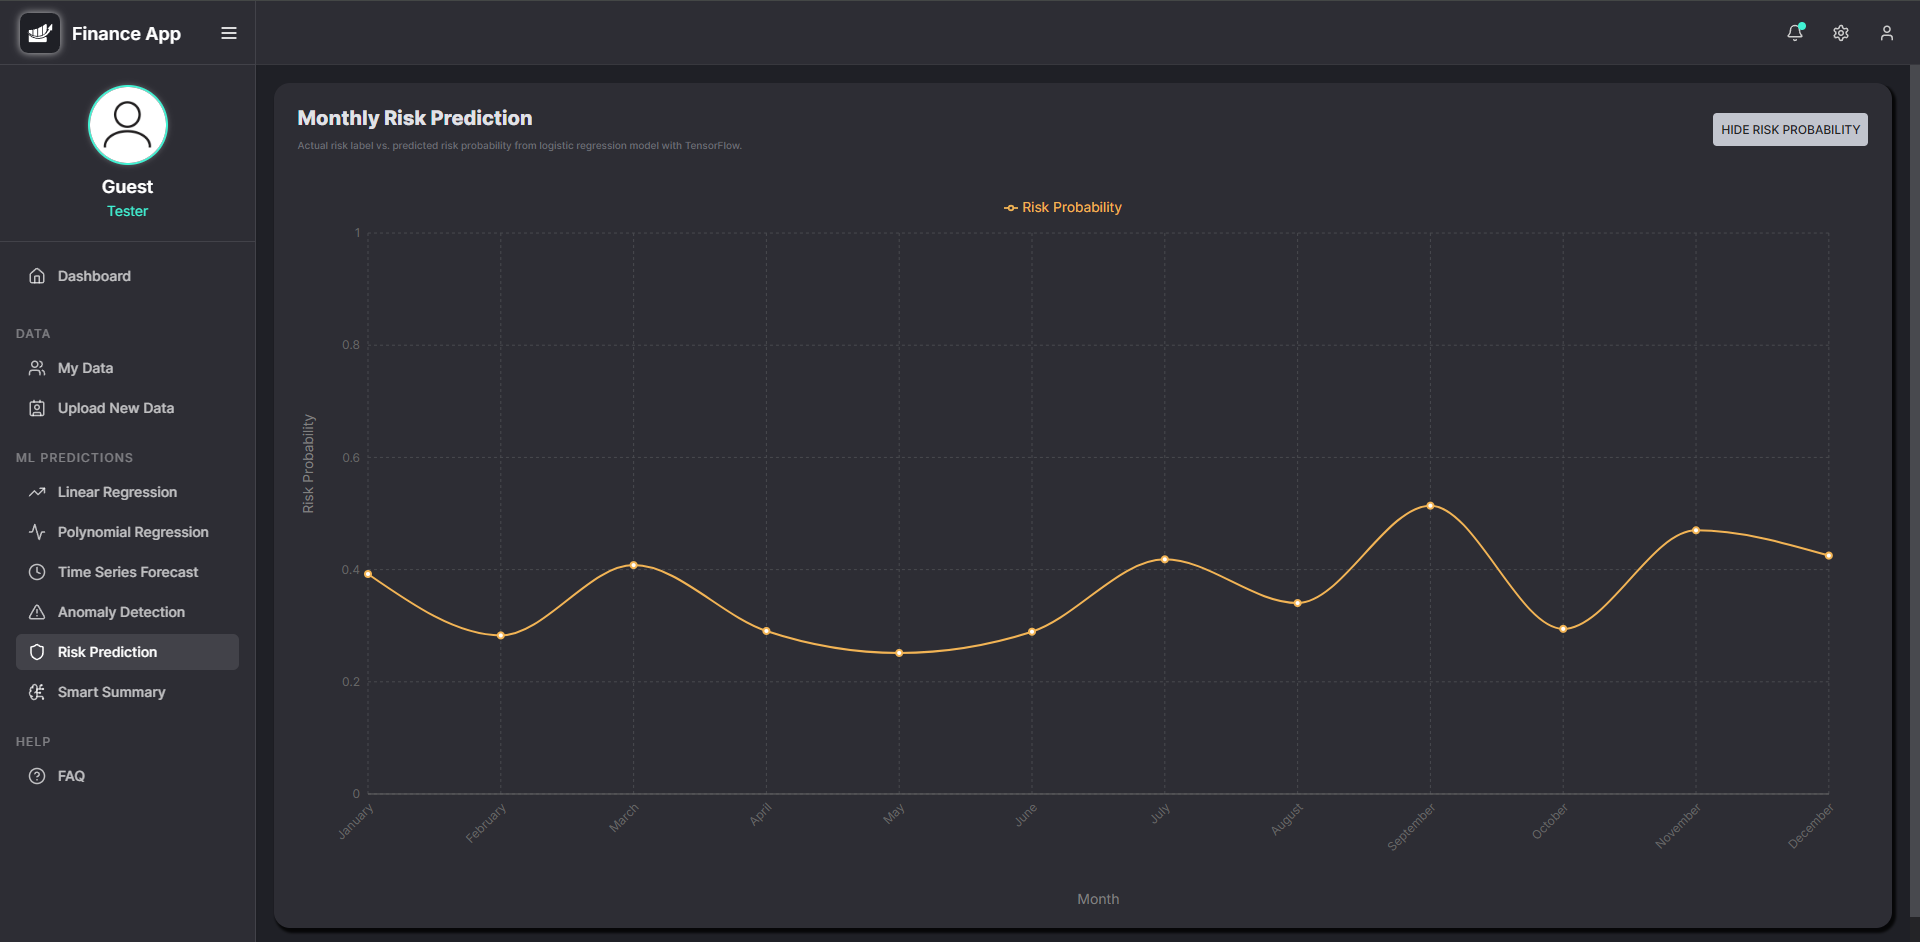 Finance App
Guest
Tester
Dashboard
DATA
My Data
Upload New Data
ML PREDICTIONS
Linear Regression
Polynomial Regression
Time Series Forecast
Anomaly Detection
Risk Prediction
Smart Summary
HELP
FAQ
Monthly Risk Prediction
Actual risk label vs. predicted risk probability from logistic regression model with TensorFlow.
HIDE RISK PROBABILITY
Risk Probability
1
0.8
0.6
0.4
0.2
0
Risk Probability
January
February
March
April
May
June
July
August
September
October
November
December
Month